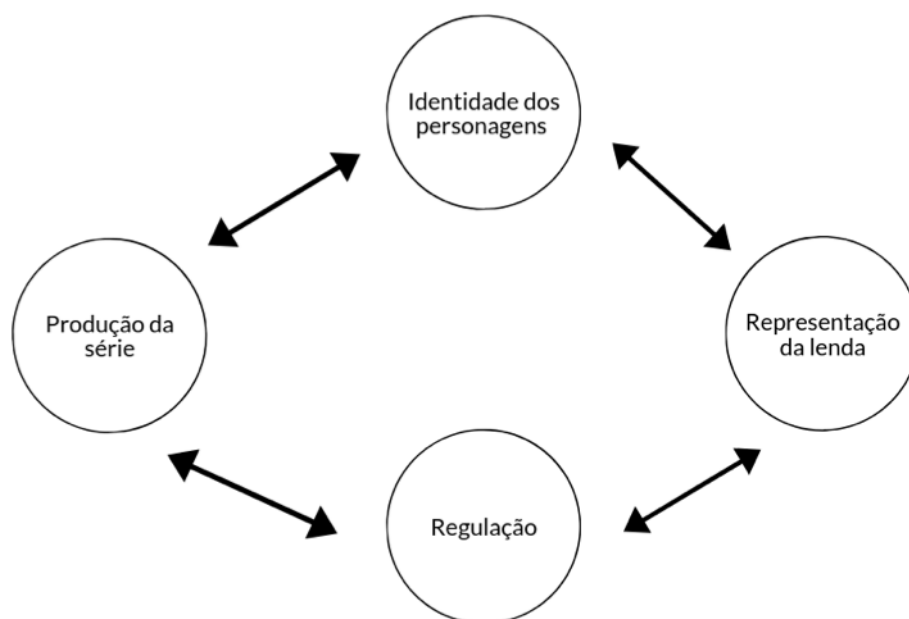 Identidade dos
personagens
Produção da
série
Representação
da lenda
Regulação